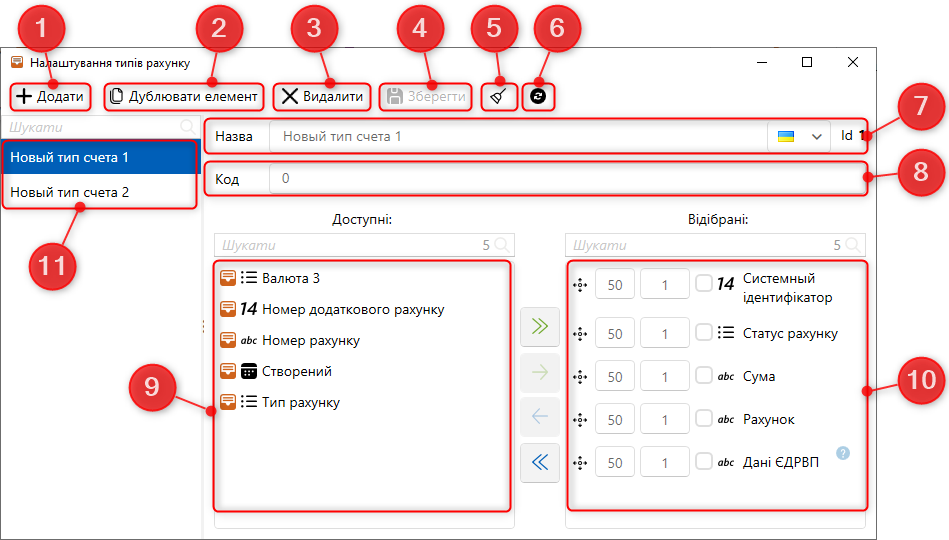 1 2 3 4 5 6
Налаштування типів рахунку
Додати Дублювати елемент Видалити Зберегти
Шукати
Назва Новый тип счета 1 Id 1
7
Новый тип счета 1
Код 0
8
Новый тип счета 2
Доступні: Відібрані:
Шукати 5 Шукати 5
11
Валюта 3
14 Номер додаткового рахунку
abc Номер рахунку
Створений
Тип рахунку
9
50 1 14 Системный
ідентифікатор
50 1 Статус рахунку
50 1 abc Сума
10
50 1 abc Рахунок
50 1 abc Дані ЄДРВП ?